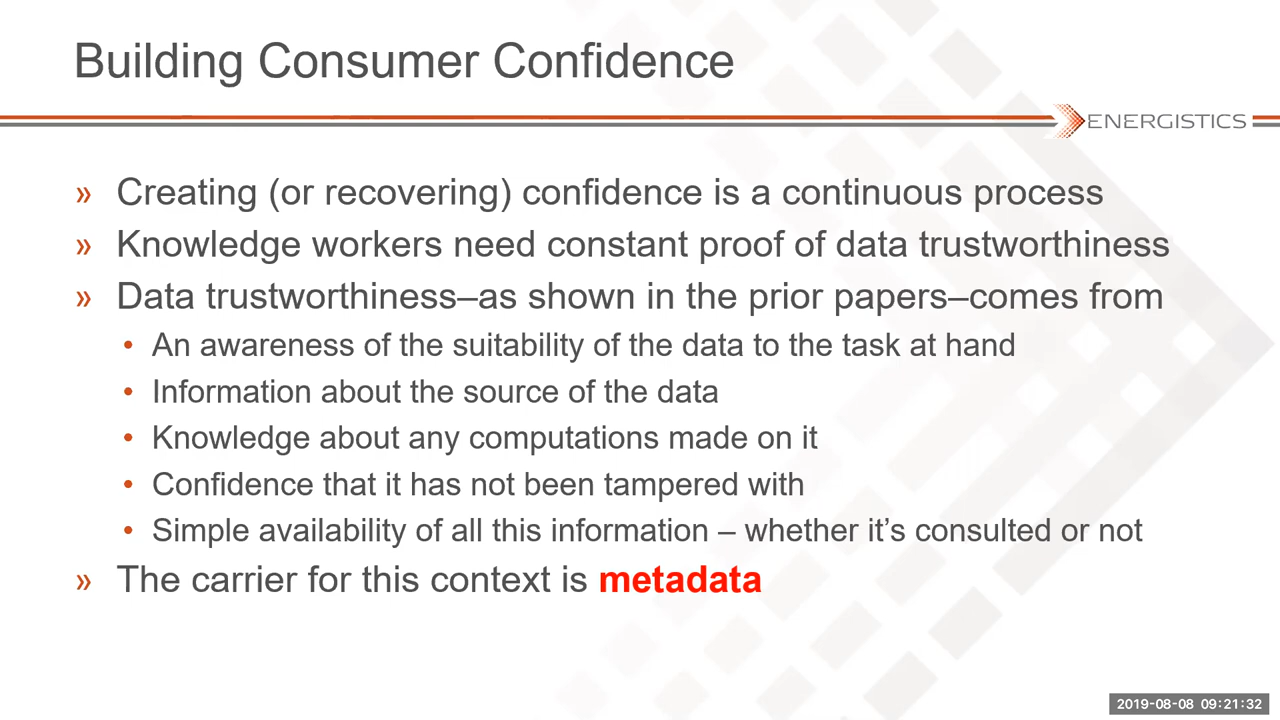 Building Consumer Confidence
ENERGISTICS
» Creating (or recovering) confidence is a continuous process
» Knowledge workers need constant proof of data trustworthiness
» Data trustworthiness–as shown in the prior papers–comes from
• An awareness of the suitability of the data to the task at hand
• Information about the source of the data
• Knowledge about any computations made on it
• Confidence that it has not been tampered with
• Simple availability of all this information – whether it’s consulted or not
» The carrier for this context is metadata
2019-08-08 09:21:32